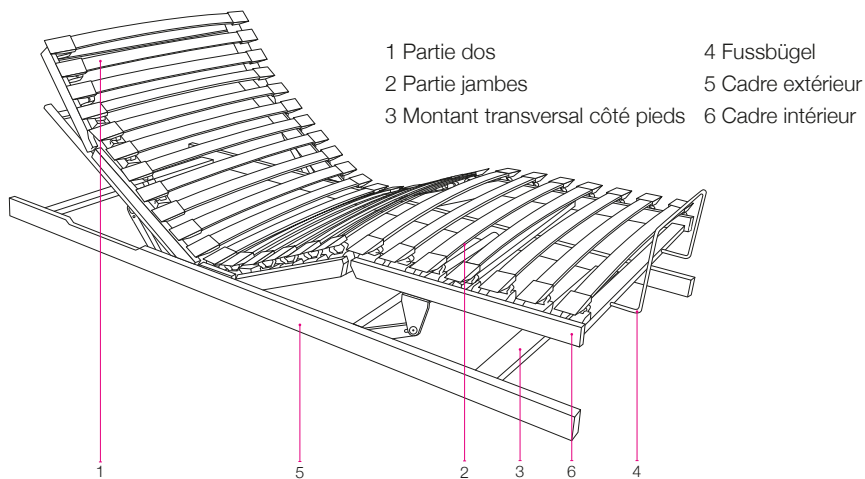 1 Partie dos
2 Partie jambes
3 Montant transversal côté pieds
4 Fussbügel
5 Cadre extérieur
6 Cadre intérieur
1 5 2 3 6 4